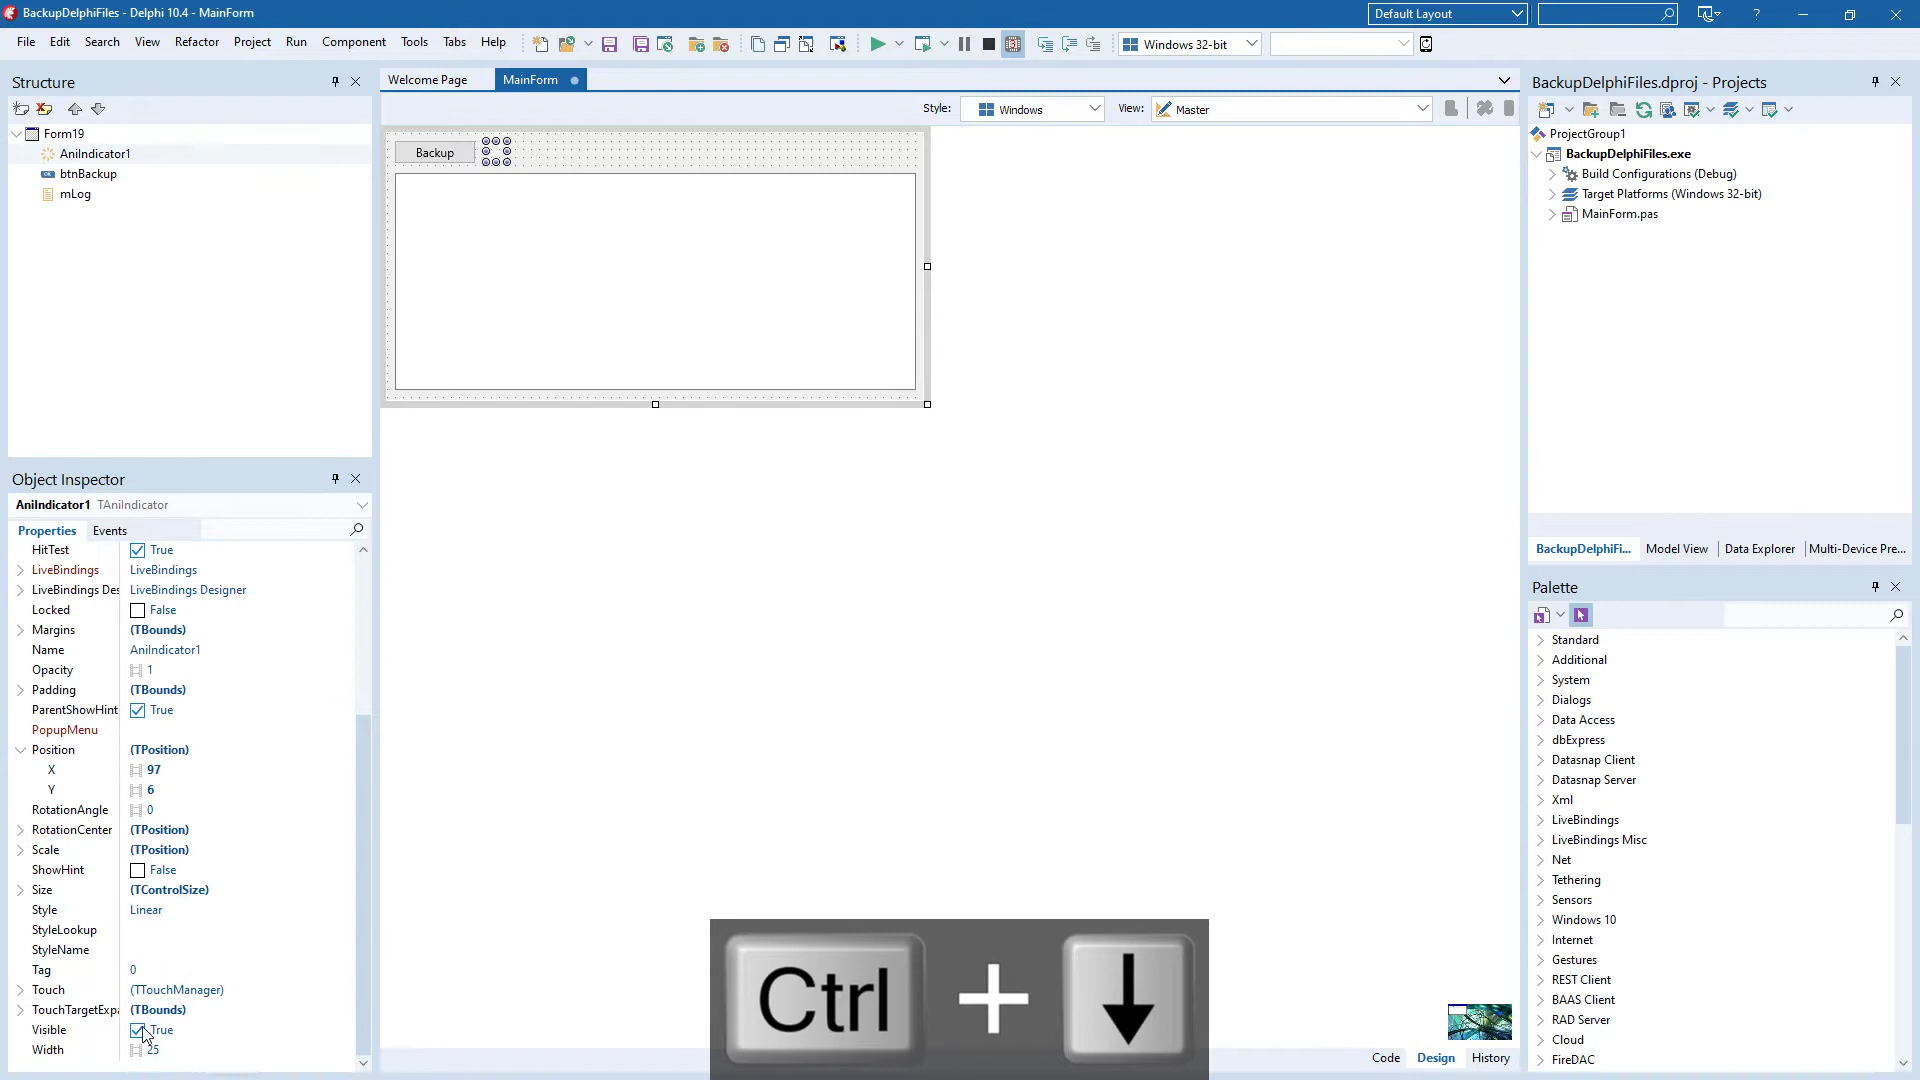 BackupDelphiFiles - Delphi 10.4 - MainForm
Default Layout
File Edit Search View Refactor Project Run Component Tools Tabs Help
Windows 32-bit
Structure
Form19
AniIndicator1
btnBackup
mLog
Welcome Page
MainForm
Style:
Windows
View:
Master
Backup
BackupDelphiFiles.dproj - Projects
ProjectGroup1
BackupDelphiFiles.exe
Build Configurations (Debug)
Target Platforms (Windows 32-bit)
MainForm.pas
BackupDelphiFi... Model View Data Explorer Multi-Device Pre...
Object Inspector
AniIndicator1 TAniIndicator
Properties Events
HitTest True
LiveBindings LiveBindings
LiveBindings Des LiveBindings Designer
Locked False
Margins (TBounds)
Name AniIndicator1
Opacity 1
Padding (TBounds)
ParentShowHint True
PopupMenu
Position (TPosition)
X 97
Y 6
RotationAngle 0
RotationCenter (TPosition)
Scale (TPosition)
ShowHint False
Size (TControlSize)
Style Linear
StyleLookup
StyleName
Tag 0
Touch (TTouchManager)
TouchTargetExpa (TBounds)
Visible True
Width 25
Palette
Standard
Additional
System
Dialogs
Data Access
dbExpress
Datasnap Client
Datasnap Server
Xml
LiveBindings
LiveBindings Misc
Net
Tethering
Sensors
Windows 10
Internet
Gestures
REST Client
BAAS Client
RAD Server
Cloud
FireDAC
Ctrl + ↓
Code Design History